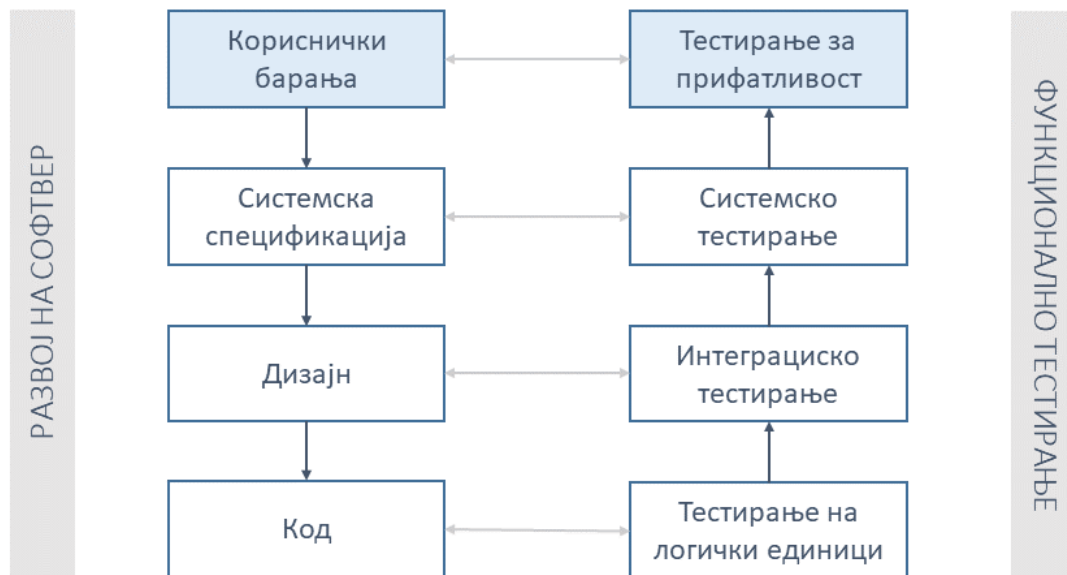 РАЗВОЈ НА СОФТВЕР
Кориснички
барања
Тестирање за
прифатливост
Системска
спецификација
Системско
тестирање
Дизајн
Интеграциско
тестирање
Код
Тестирање на
логички единици
ФУНКЦИОНАЛНО ТЕСТИРАЊЕ